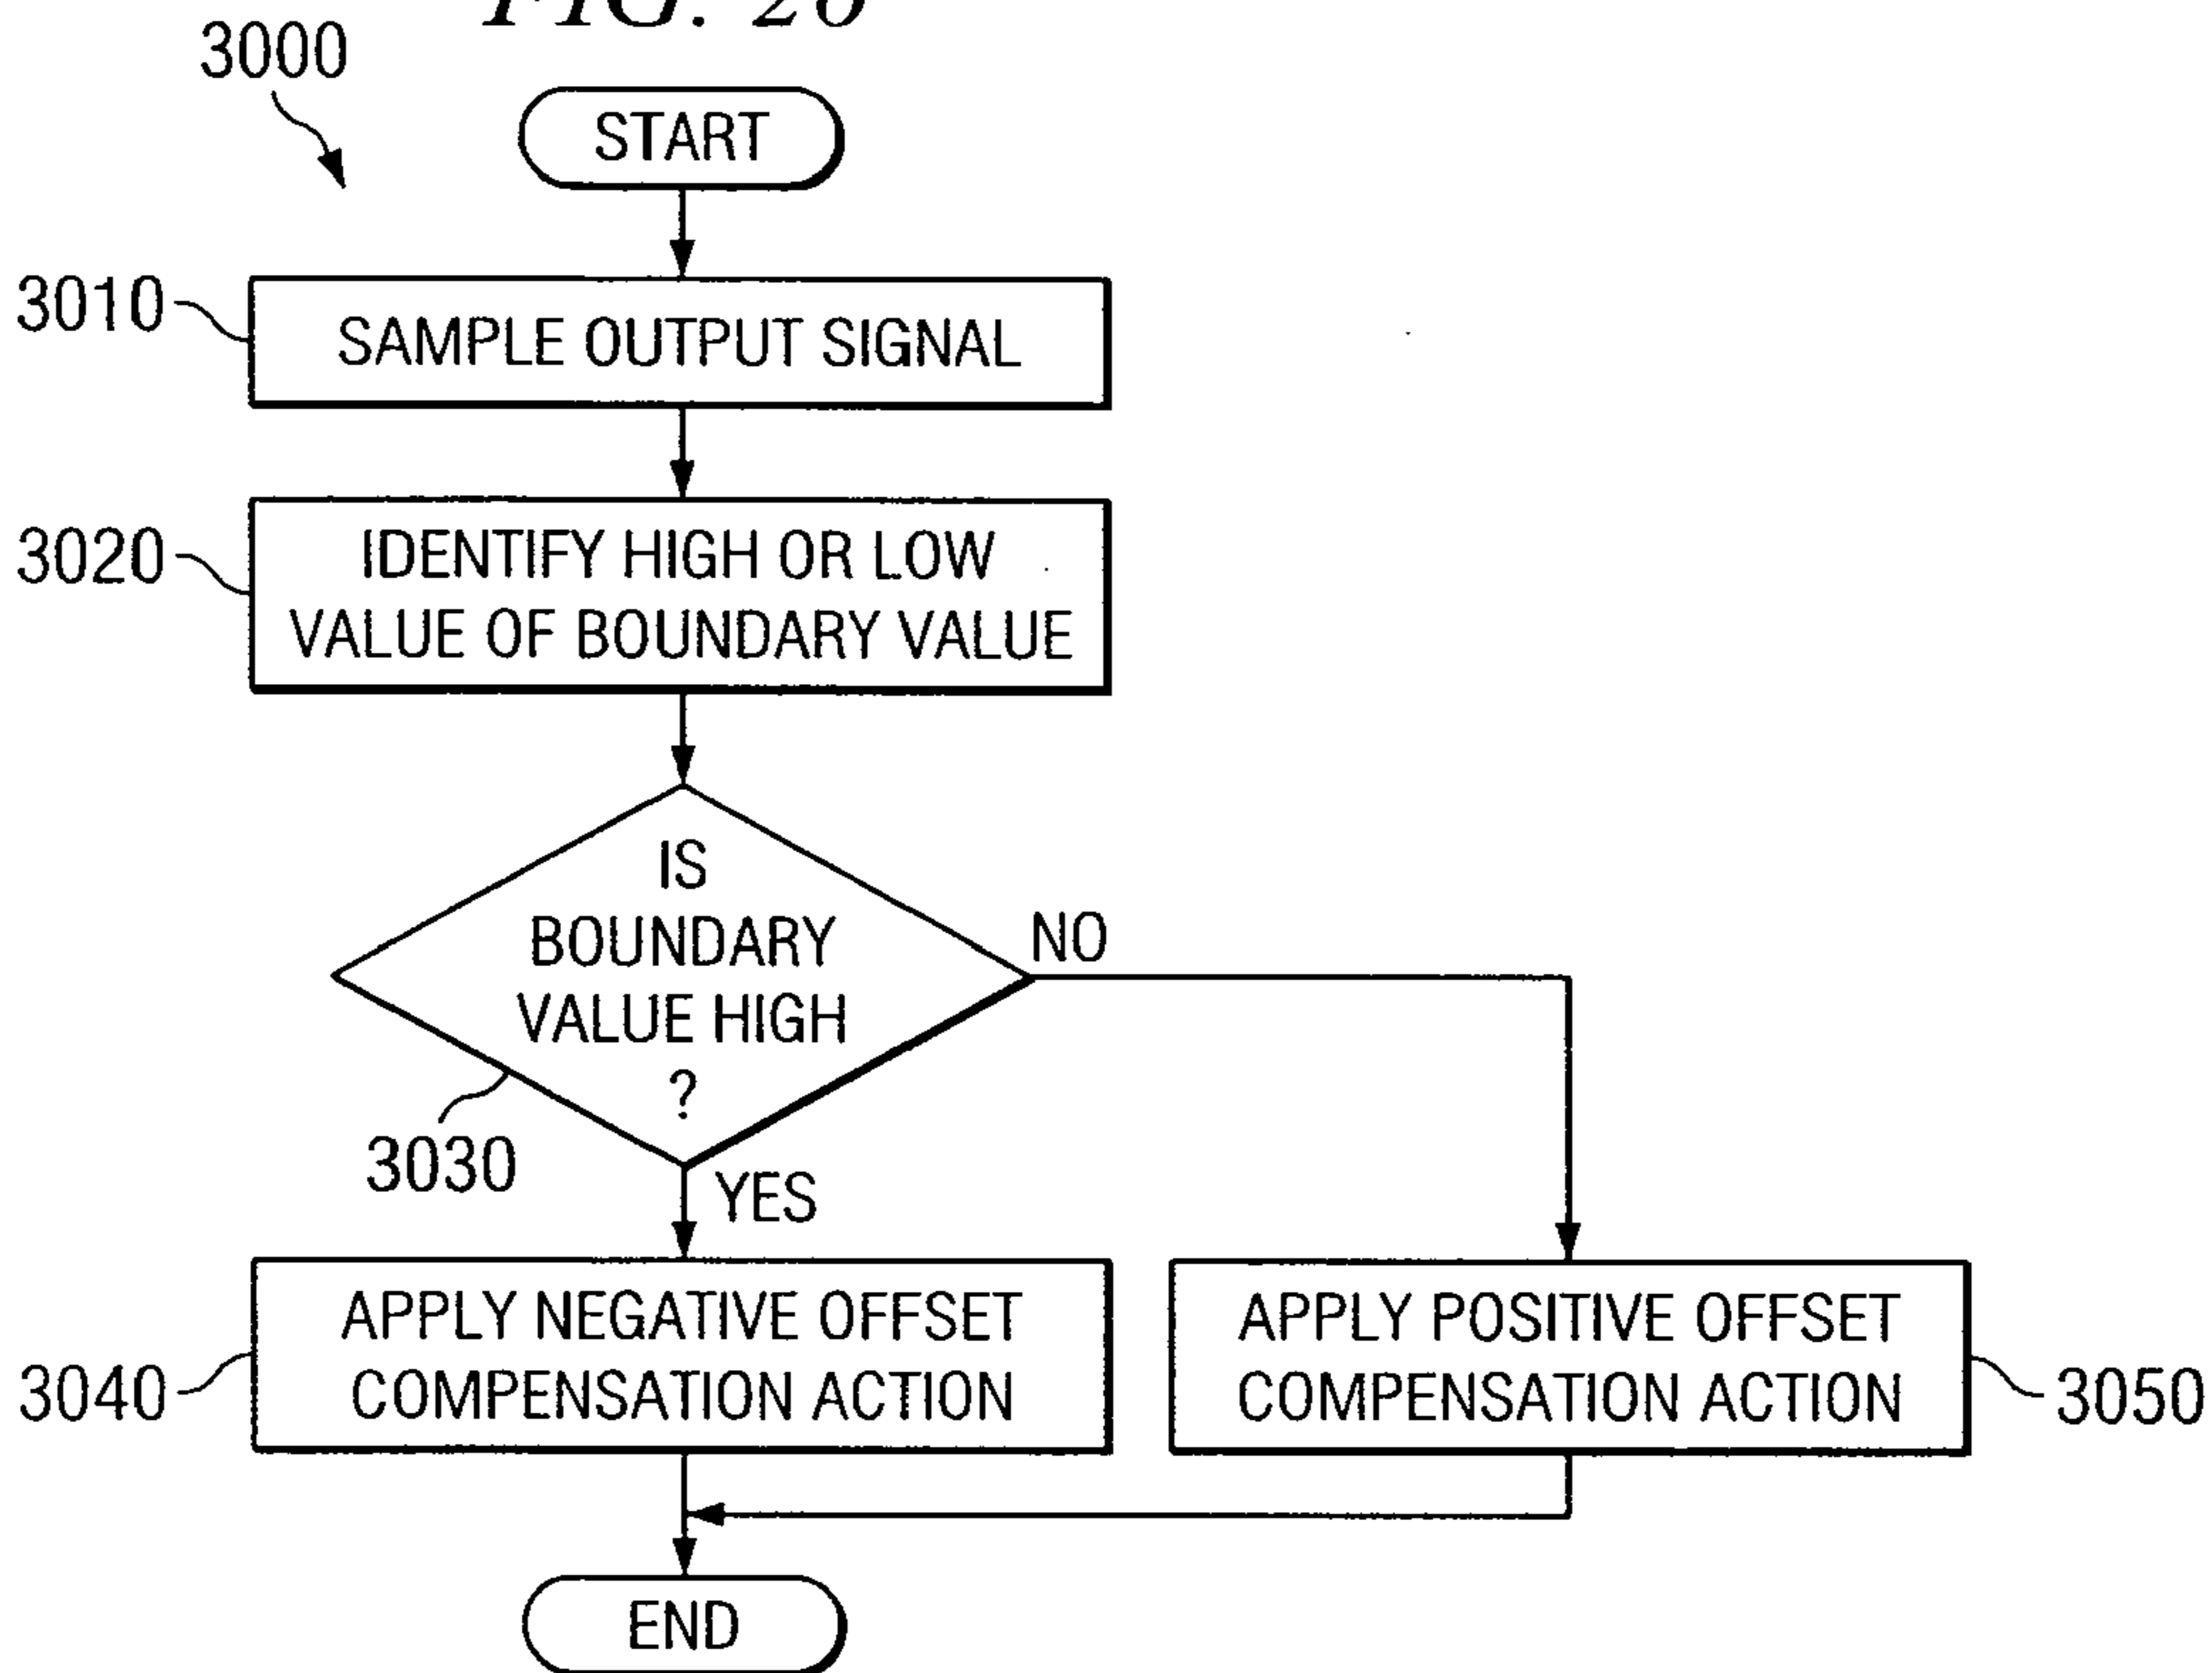 3000
START
3010
SAMPLE OUTPUT SIGNAL
3020
IDENTIFY HIGH OR LOW
VALUE OF BOUNDARY VALUE
IS
BOUNDARY
VALUE HIGH
?
NO
3030
YES
3040
APPLY NEGATIVE OFFSET
COMPENSATION ACTION
APPLY POSITIVE OFFSET
COMPENSATION ACTION
3050
END